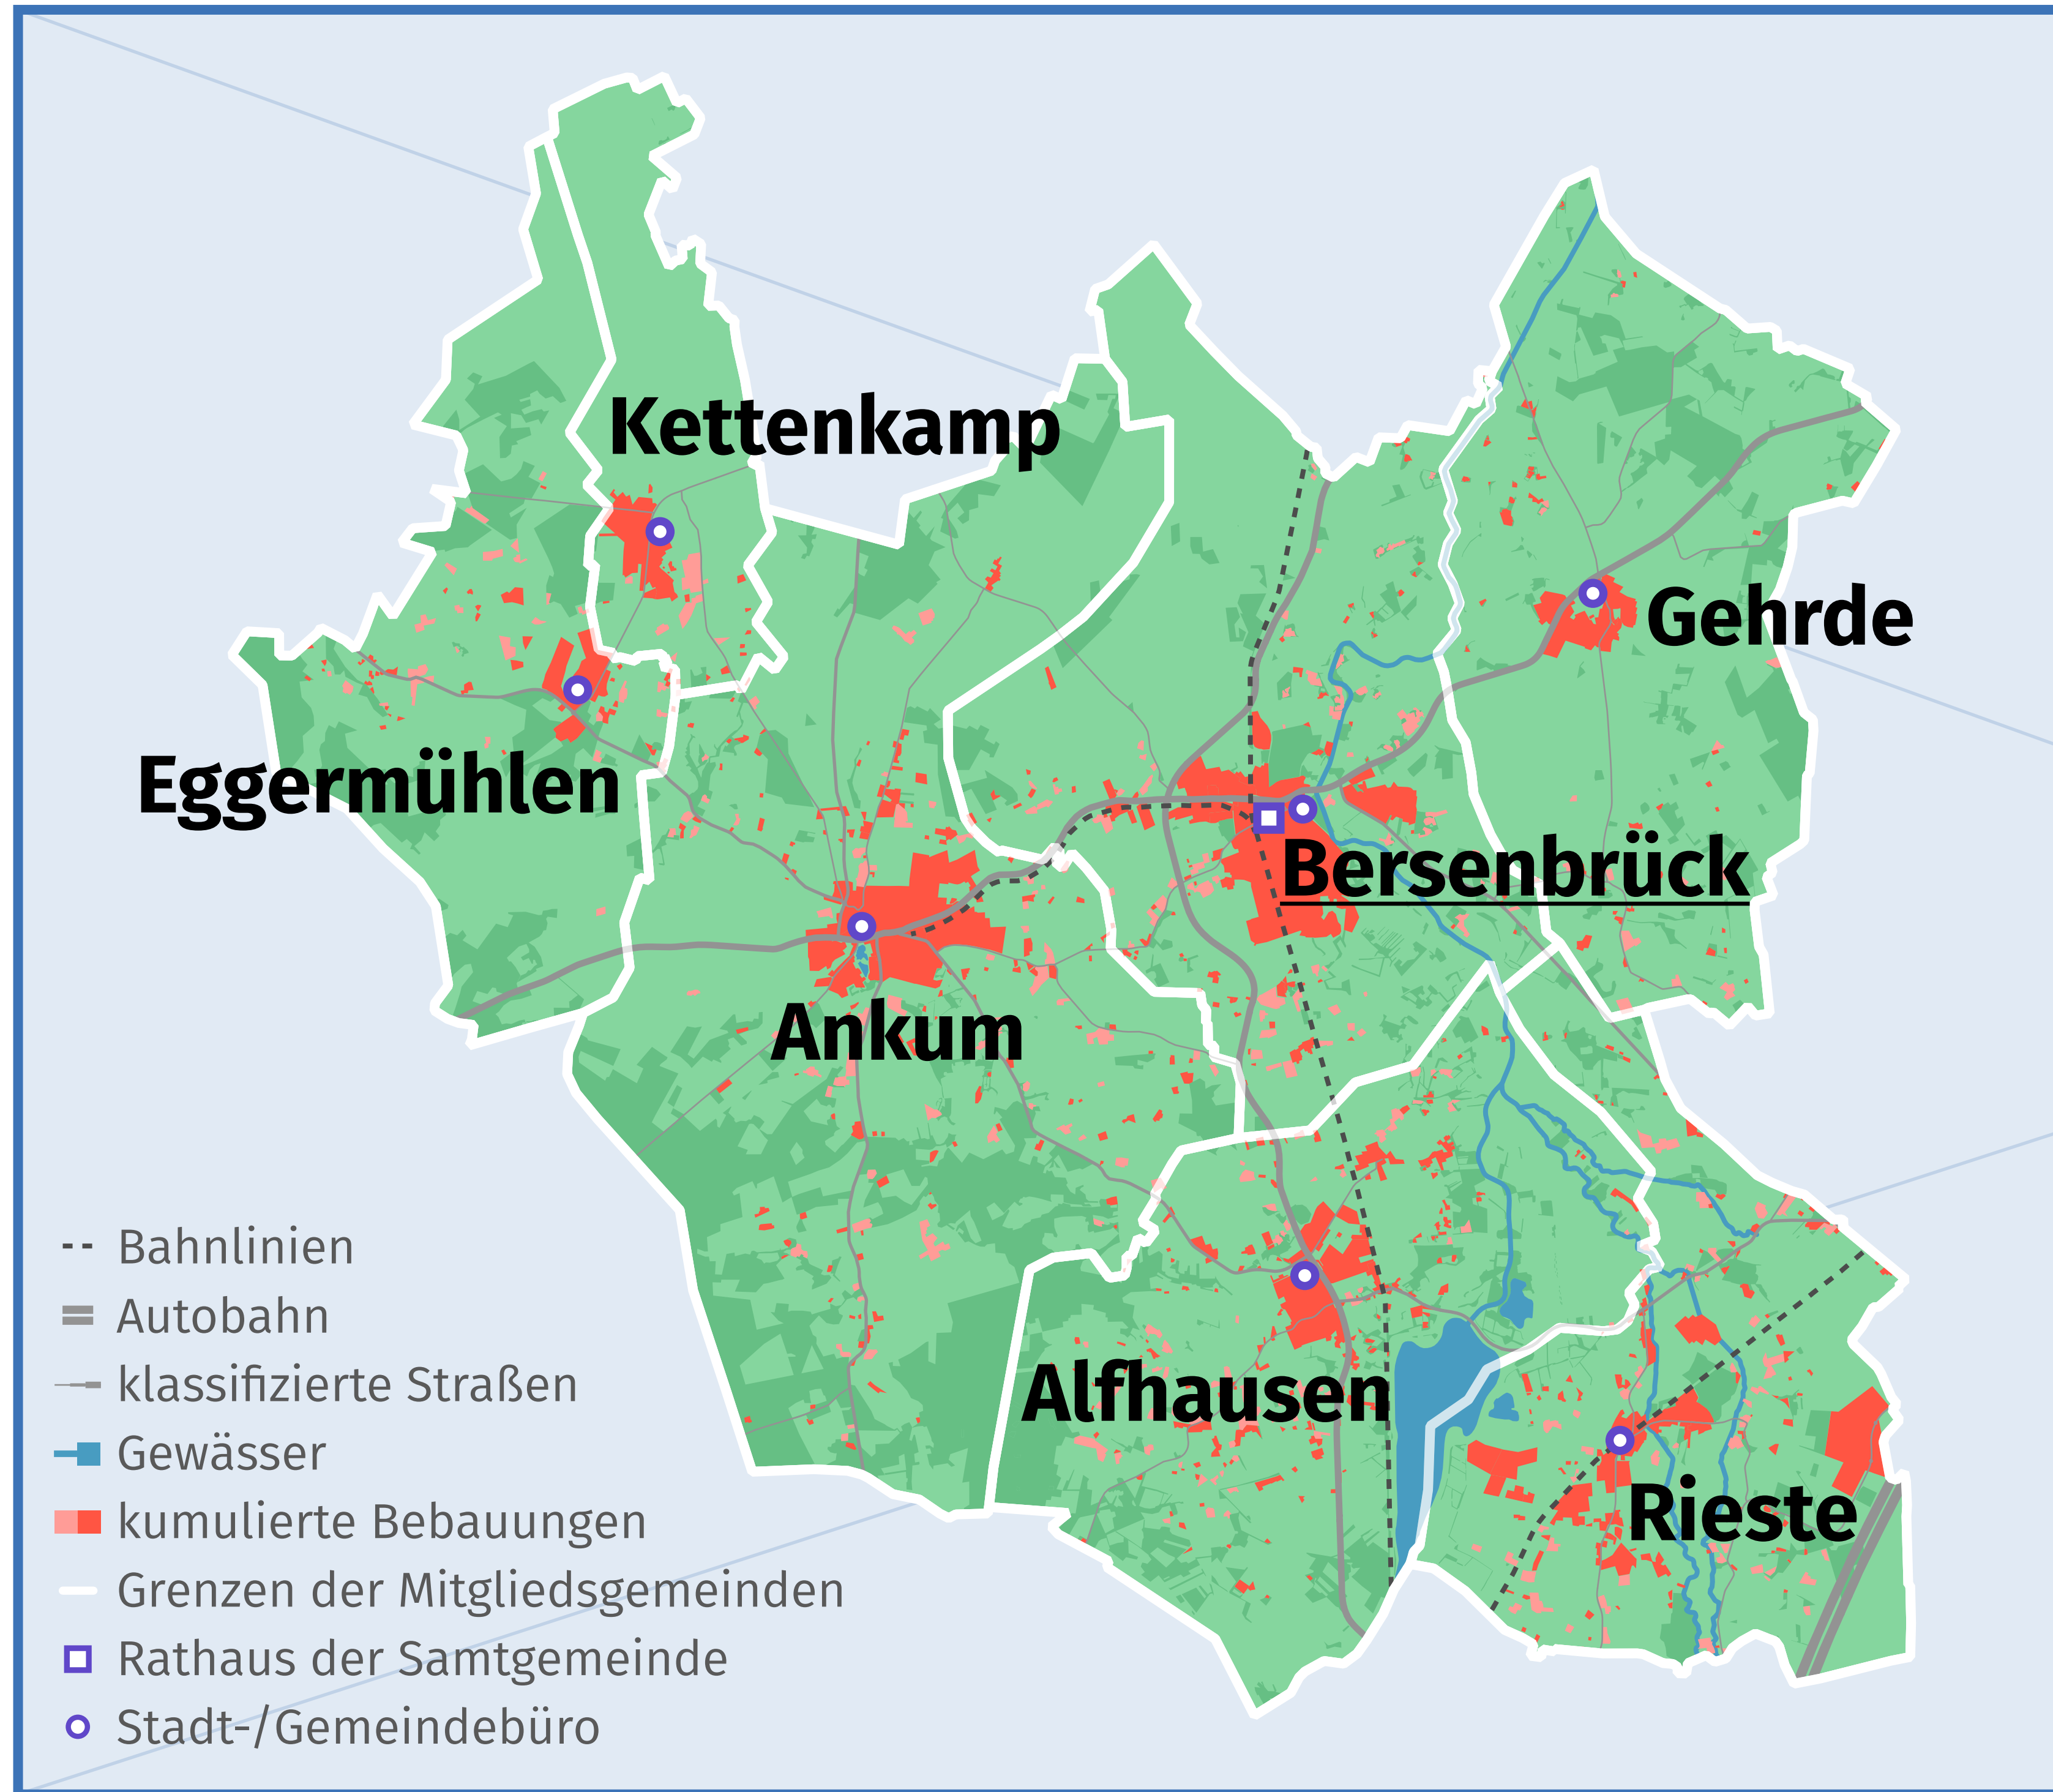 Kettenkamp
Gehrde
Eggermühlen
Bersenbrück
Ankum
Alfhausen
Rieste
Bahnlinien
Autobahn
klassifizierte Straßen
Gewässer
kumulierte Bebauungen
Grenzen der Mitgliedsgemeinden
Rathaus der Samtgemeinde
Stadt-/Gemeindebüro